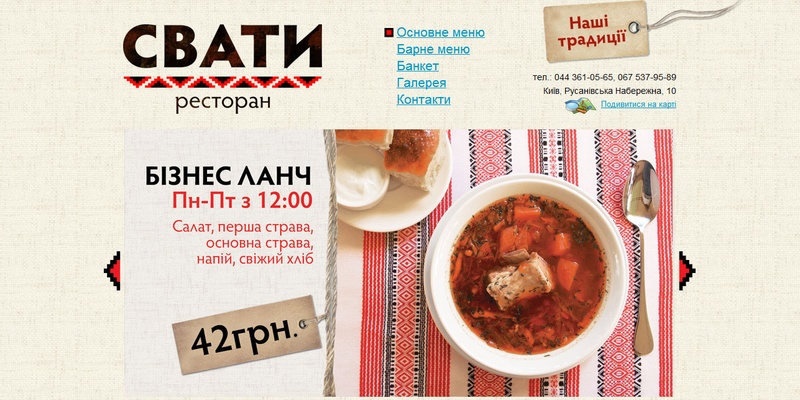 СВАТИ
ресторан
Основне меню
Барне меню
Банкет
Галерея
Контакти
Наші
традиції
тел.: 044 361-05-65, 067 537-95-89
Київ, Русанівська Набережна, 10
Подивитися на карті
БІЗНЕС ЛАНЧ
Пн-Пт з 12:00
Салат, перша страва,
основна страва,
напій, свіжий хліб
42грн.